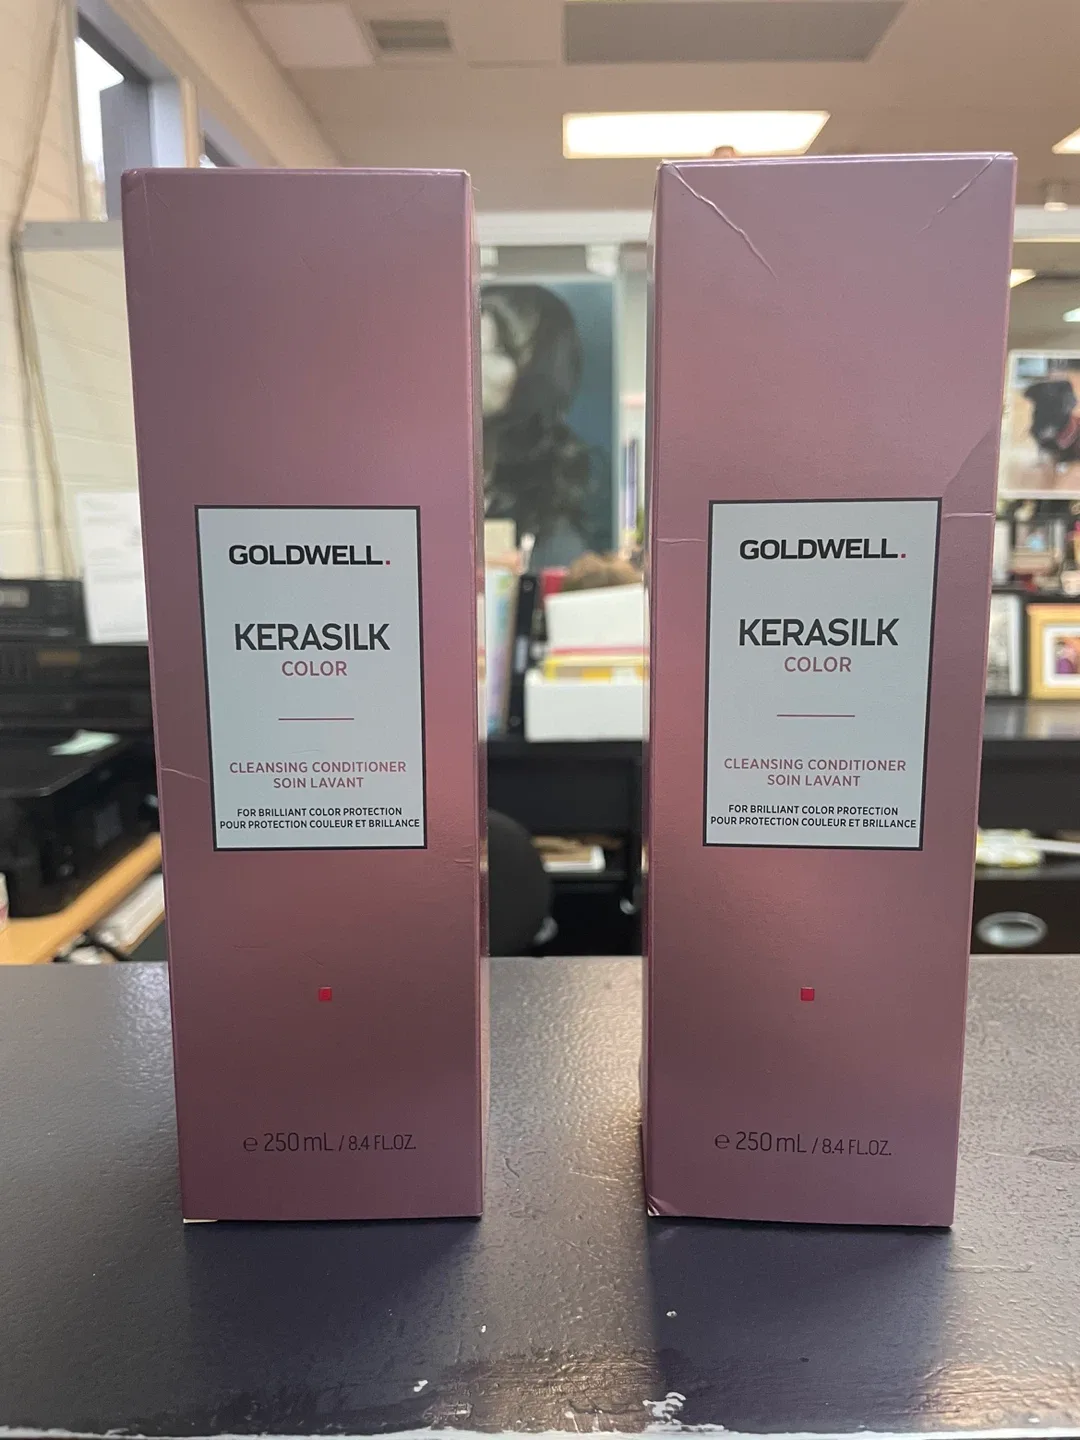 GOLDWELL.
KERASILK
COLOR
CLEANSING CONDITIONER
SOIN LAVANT
FOR BRILLIANT COLOR PROTECTION
POUR PROTECTION COULEUR ET BRILLANCE
e 250 mL / 8.4 FL.OZ.
GOLDWELL.
KERASILK
COLOR
CLEANSING CONDITIONER
SOIN LAVANT
FOR BRILLIANT COLOR PROTECTION
POUR PROTECTION COULEUR ET BRILLANCE
e 250 mL / 8.4 FL.OZ.